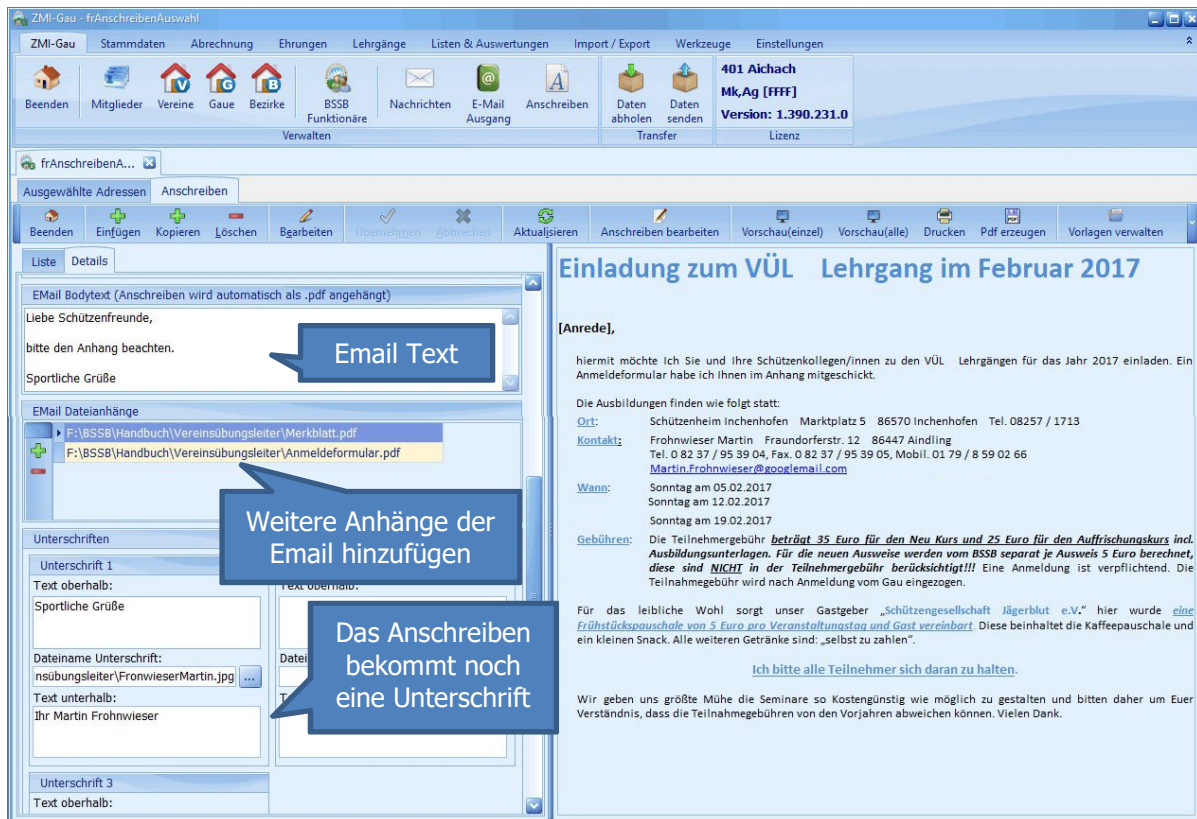 ZMI-Gau - frAnschreibenAuswahl
ZMI-Gau Stammdaten Abrechnung Ehrungen Lehrgänge Listen & Auswertungen Import / Export Werkzeuge Einstellungen
Beenden Mitglieder Vereine Gaue Bezirke BSSB Funktionäre Nachrichten E-Mail Ausgang Anschreiben Daten abholen Daten senden
401 Aichach
Mk,Ag [FFFF]
Version: 1.390.231.0
Verwalten Transfer Lizenz
frAnschreibenA...
Ausgewählte Adressen Anschreiben
Beenden Einfügen Kopieren Löschen Bearbeiten Übernehmen Abbrechen Aktualisieren Anschreiben bearbeiten Vorschau(einzel) Vorschau(alle) Drucken Pdf erzeugen Vorlagen verwalten
Liste Details
EMail Bodytext (Anschreiben wird automatisch als .pdf angehängt)
Liebe Schützenfreunde,
bitte den Anhang beachten.
Sportliche Grüße
Email Text
EMail Dateianhänge
F:\BSSB\Handbuch\Vereinsübungsleiter\Merkblatt.pdf
F:\BSSB\Handbuch\Vereinsübungsleiter\Anmeldeformular.pdf
Weitere Anhänge der
Email hinzufügen
Unterschriften
Unterschrift 1
Text oberhalb: Text oberhalb:
Sportliche Grüße
Das Anschreiben
bekommt noch
eine Unterschrift
Dateiname Unterschrift: Datei
nsübungsleiter\FronwieserMartin.jpg ...
Text unterhalb:
Ihr Martin Frohnwieser
Unterschrift 3
Text oberhalb:
Einladung zum VÜL Lehrgang im Februar 2017
[Anrede],
hiermit möchte Ich Sie und Ihre Schützenkollegen/innen zu den VÜL Lehrgängen für das Jahr 2017 einladen. Ein
Anmeldeformular habe ich Ihnen im Anhang mitgeschickt.
Die Ausbildungen finden wie folgt statt:
Ort: Schützenheim Inchenhofen Marktplatz 5 86570 Inchenhofen Tel. 08257 / 1713
Kontakt: Frohnwieser Martin Fraundorferstr. 12 86447 Aindling
Tel. 0 82 37 / 95 39 04, Fax. 0 82 37 / 95 39 05, Mobil. 01 79 / 8 59 02 66
Martin.Frohnwieser@googlemail.com
Wann: Sonntag am 05.02.2017
Sonntag am 12.02.2017
Sonntag am 19.02.2017
Gebühren: Die Teilnehmergebühr beträgt 35 Euro für den Neu Kurs und 25 Euro für den Auffrischungskurs incl.
Ausbildungsunterlagen. Für die neuen Ausweise werden vom BSSB separat je Ausweis 5 Euro berechnet,
diese sind NICHT in der Teilnehmergebühr berücksichtigt!!! Eine Anmeldung ist verpflichtend. Die
Teilnahmegebühr wird nach Anmeldung vom Gau eingezogen.
Für das leibliche Wohl sorgt unser Gastgeber „Schützengesellschaft Jägerblut e.V." hier wurde eine
Frühstückspauschale von 5 Euro pro Veranstaltungstag und Gast vereinbart. Diese beinhaltet die Kaffeepauschale und
ein kleinen Snack. Alle weiteren Getränke sind: „selbst zu zahlen“.
Ich bitte alle Teilnehmer sich daran zu halten.
Wir geben uns größte Mühe die Seminare so Kostengünstig wie möglich zu gestalten und bitten daher um Euer
Verständnis, dass die Teilnahmegebühren von den Vorjahren abweichen können. Vielen Dank.